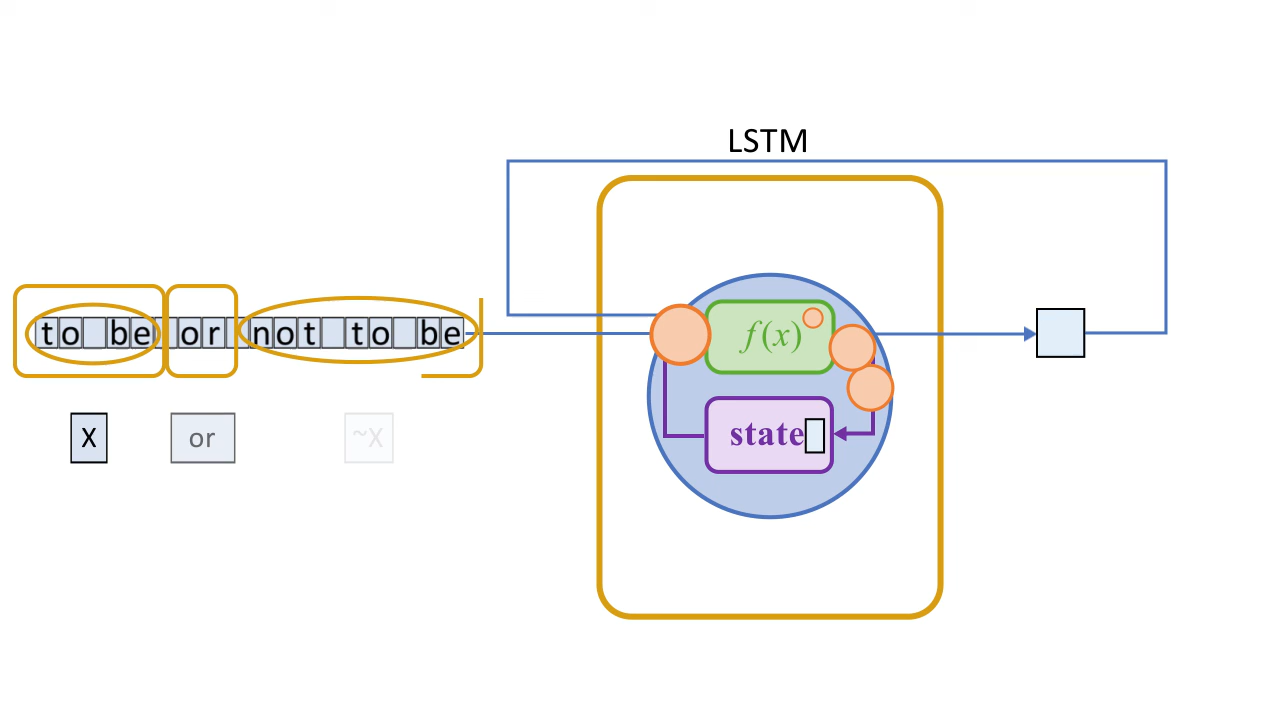 LSTM
to be or not to be
f(x)
state
X
or
~X